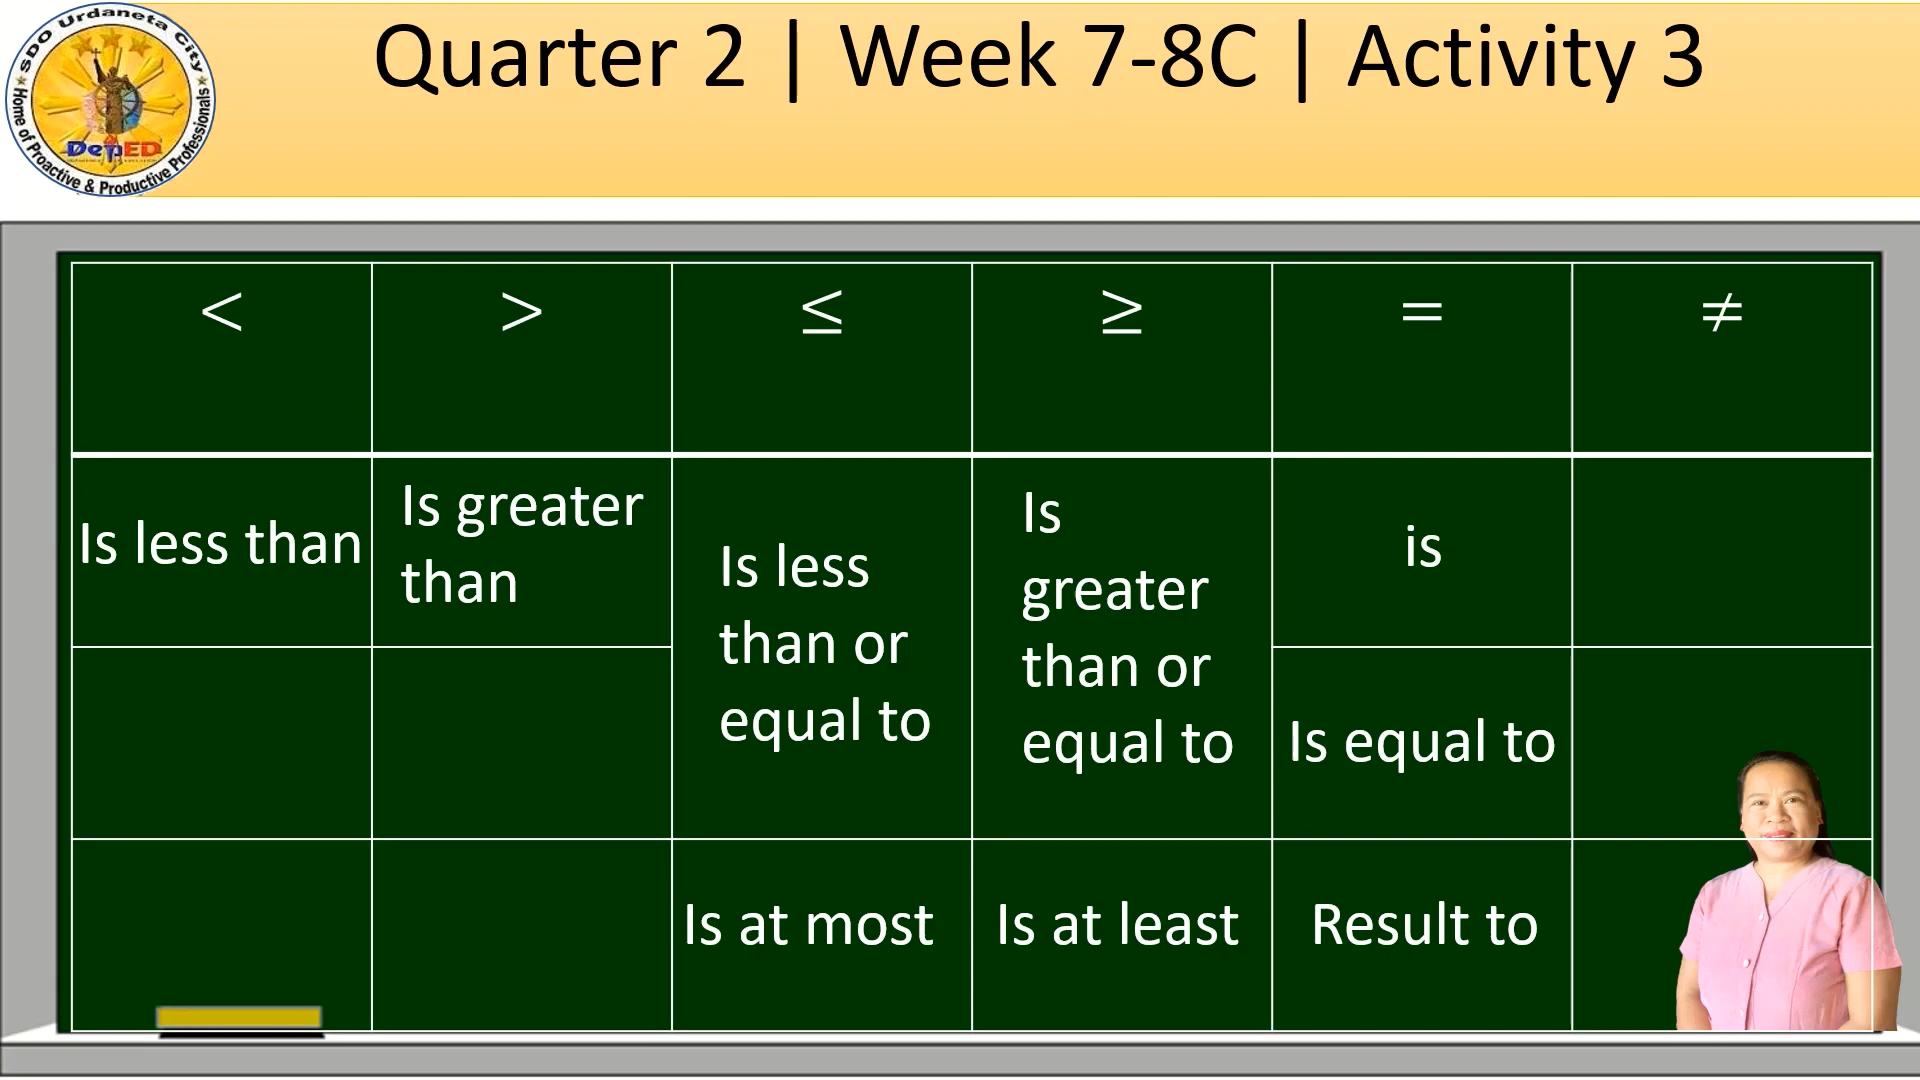 Quarter 2 | Week 7-8C | Activity 3
SDO Urdaneta City
Home of Proactive & Productive Professionals
DepED
< > ≤ ≥ = ≠
Is less than
Is greater
than
Is less
than or
equal to
Is
greater
than or
equal to
is
Is equal to
Is at most
Is at least
Result to